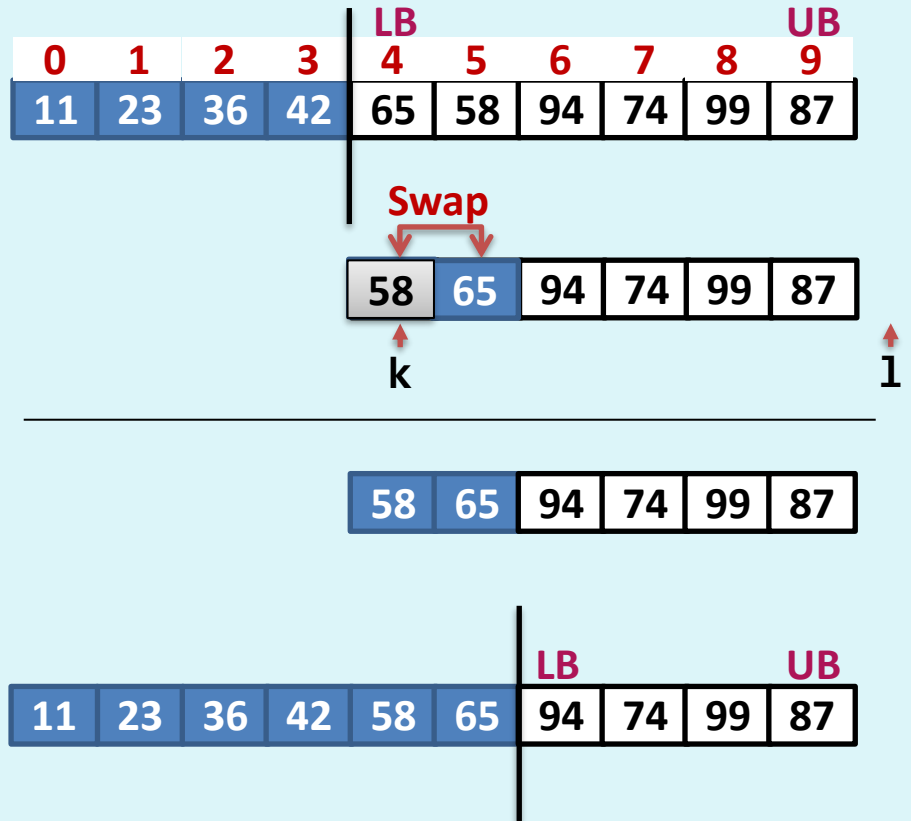 LB UB
0 1 2 3 4 5 6 7 8 9
11 23 36 42 65 58 94 74 99 87
Swap
58 65 94 74 99 87
k l
58 65 94 74 99 87
LB UB
11 23 36 42 58 65 94 74 99 87